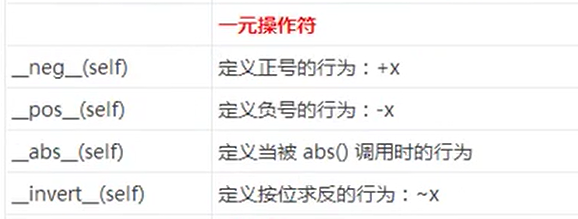 一元操作符
__neg__(self) 定义正号的行为：+x
__pos__(self) 定义负号的行为：-x
__abs__(self) 定义当被 abs() 调用时的行为
__invert__(self) 定义按位求反的行为：~x